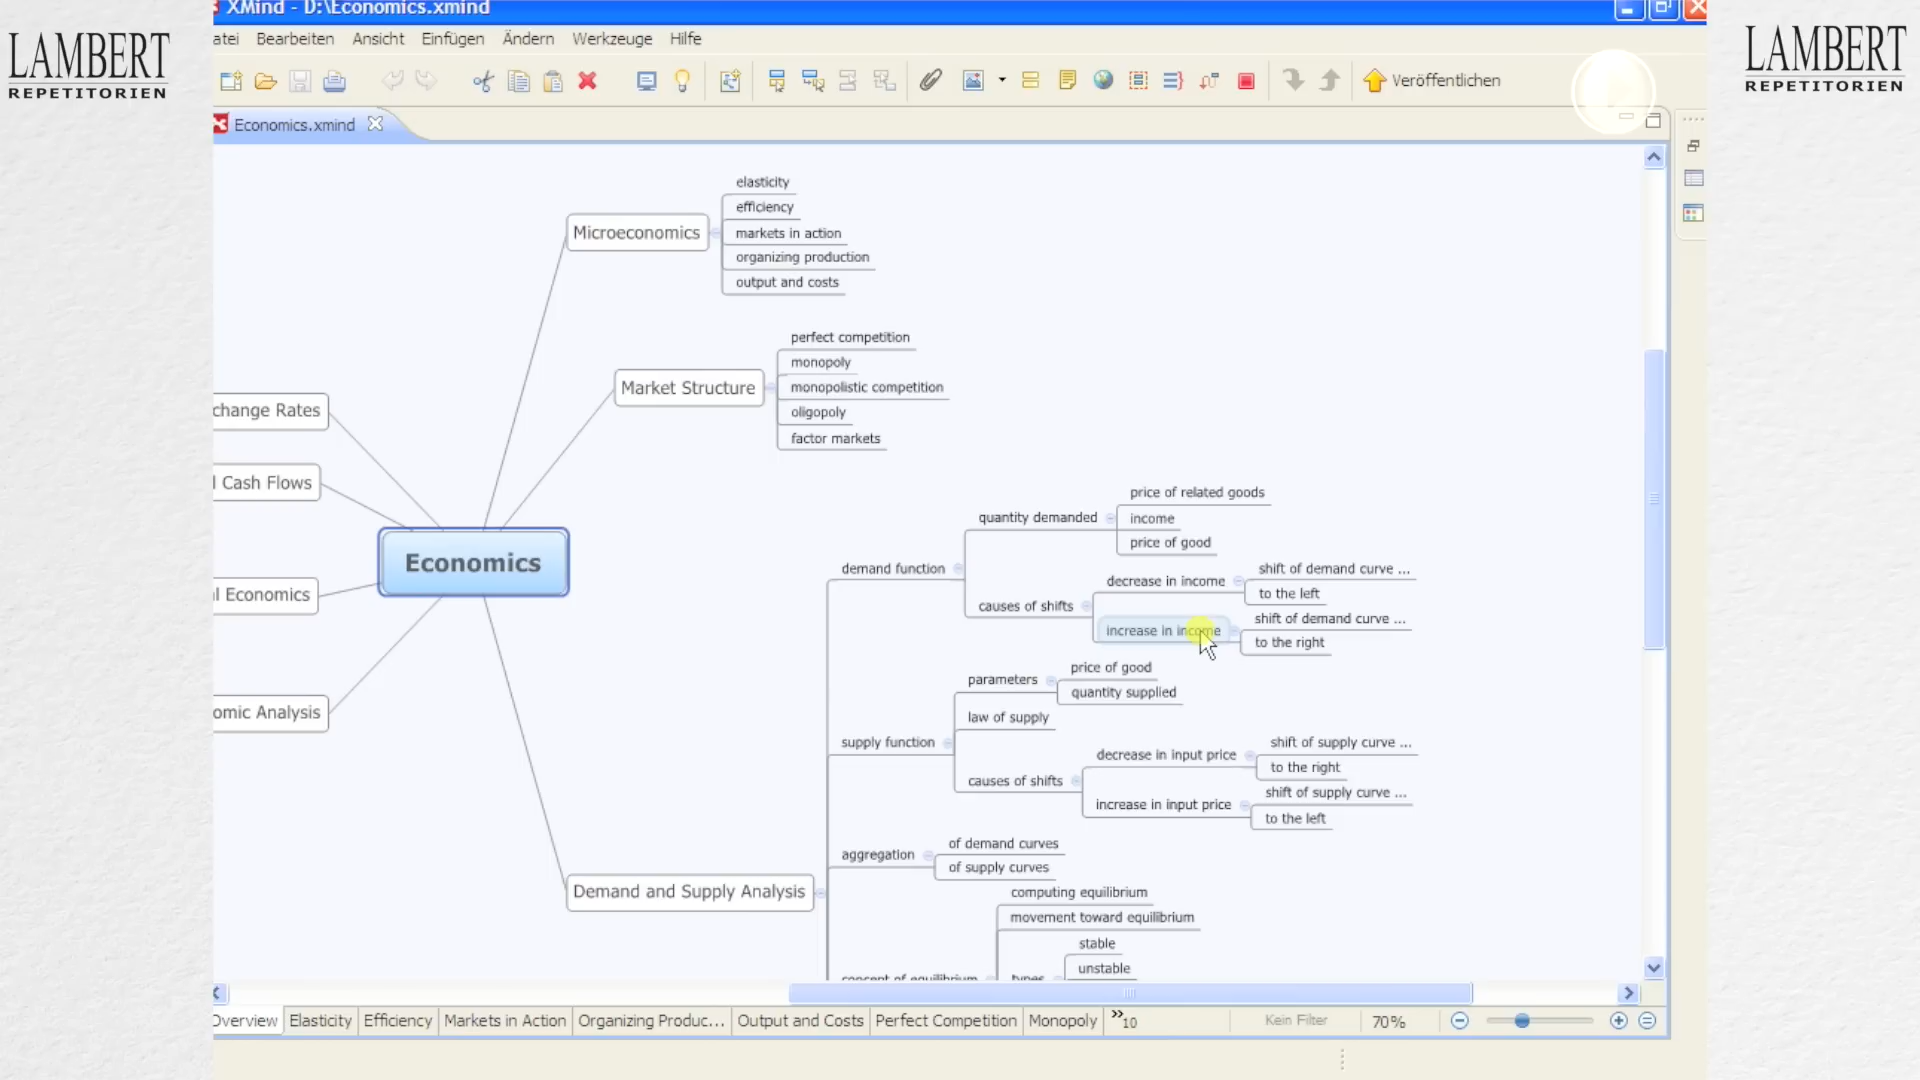 LAMBERT
REPETITORIEN
LAMBERT
REPETITORIEN
XMind - D:\Economics.xmind
atei Bearbeiten Ansicht Einfügen Ändern Werkzeuge Hilfe
Veröffentlichen
Economics.xmind
elasticity
efficiency
Microeconomics
markets in action
organizing production
output and costs
perfect competition
monopoly
Market Structure
monopolistic competition
oligopoly
factor markets
change Rates
l Cash Flows
Economics
l Economics
omic Analysis
price of related goods
quantity demanded
income
price of good
demand function
decrease in income
shift of demand curve ...
to the left
causes of shifts
increase in income
shift of demand curve ...
to the right
parameters
price of good
quantity supplied
law of supply
supply function
decrease in input price
shift of supply curve ...
to the right
causes of shifts
increase in input price
shift of supply curve ...
to the left
aggregation
of demand curves
of supply curves
Demand and Supply Analysis
computing equilibrium
movement toward equilibrium
stable
unstable
concept of equilibrium
types
Overview Elasticity Efficiency Markets in Action Organizing Produc... Output and Costs Perfect Competition Monopoly »10 Kein Filter 70%